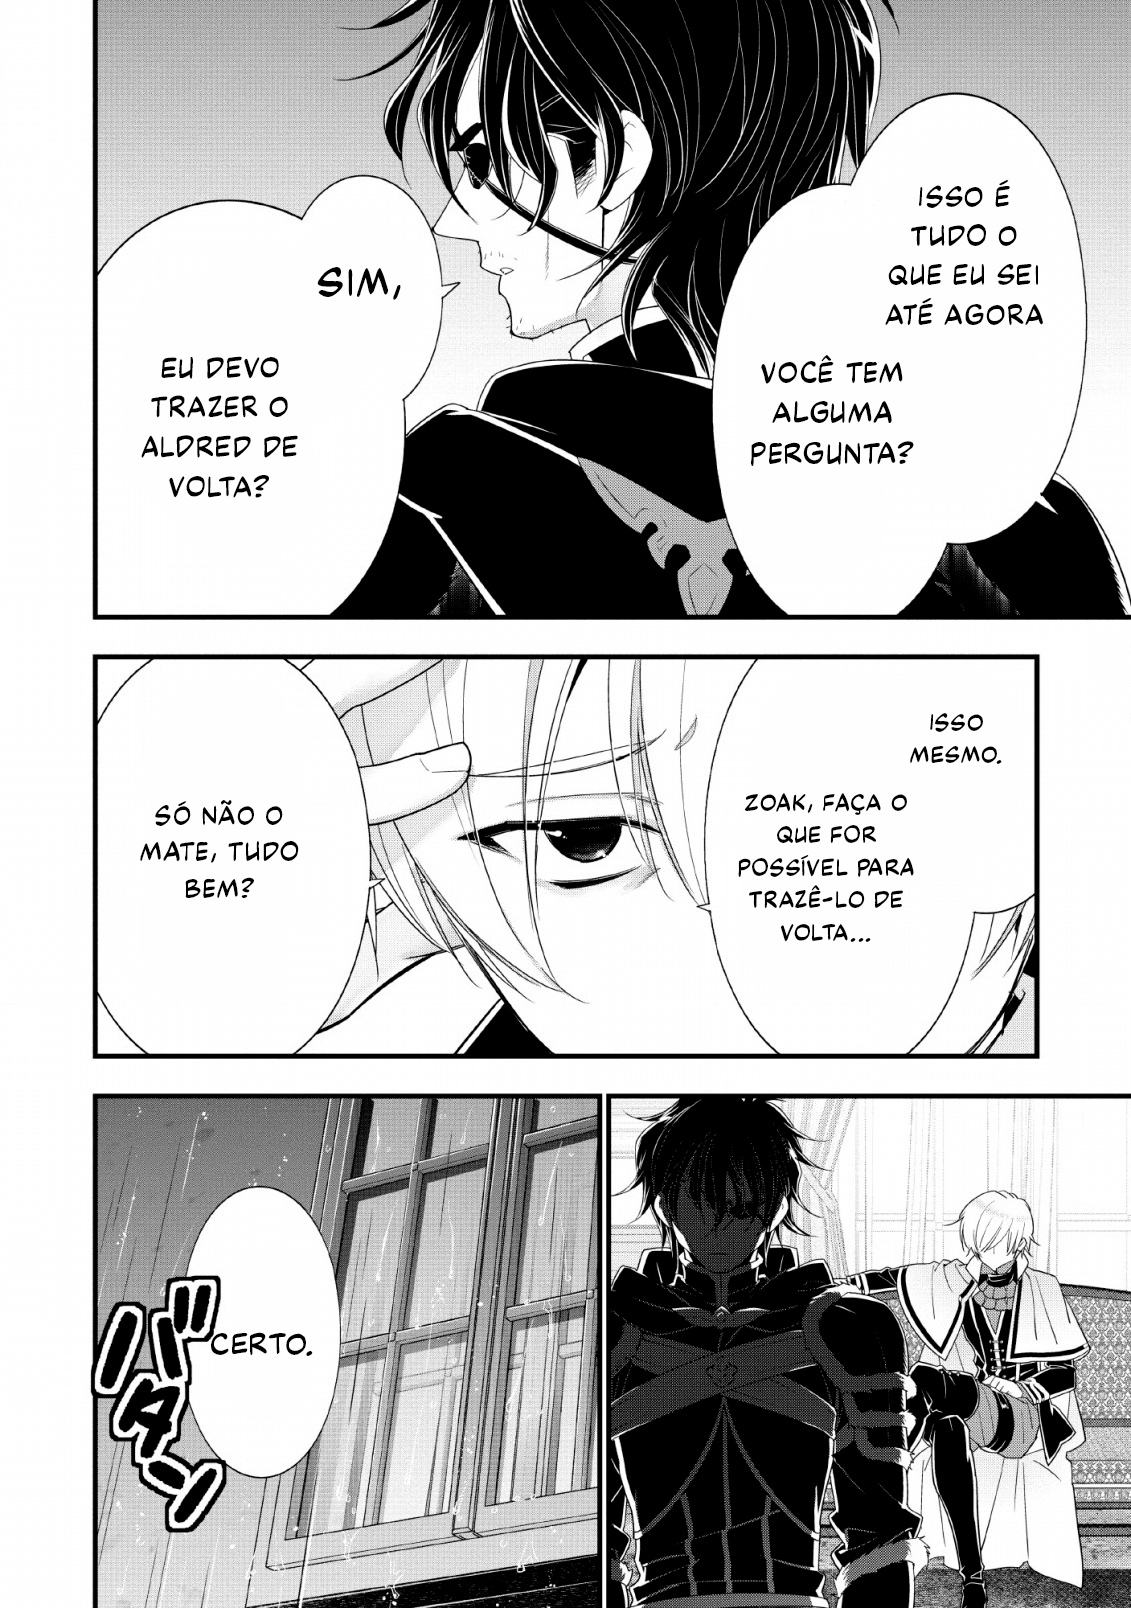 ISSO É
TUDO O
QUE EU SEI
ATÉ AGORA
VOCÊ TEM
ALGUMA
PERGUNTA?
SIM,
EU DEVO
TRAZER O
ALDRED DE
VOLTA?
ISSO
MESMO.
ZOAK, FAÇA O
QUE FOR
POSSÍVEL PARA
TRAZÊ-LO DE
VOLTA...
SÓ NÃO O
MATE, TUDO
BEM?
CERTO.
バタン